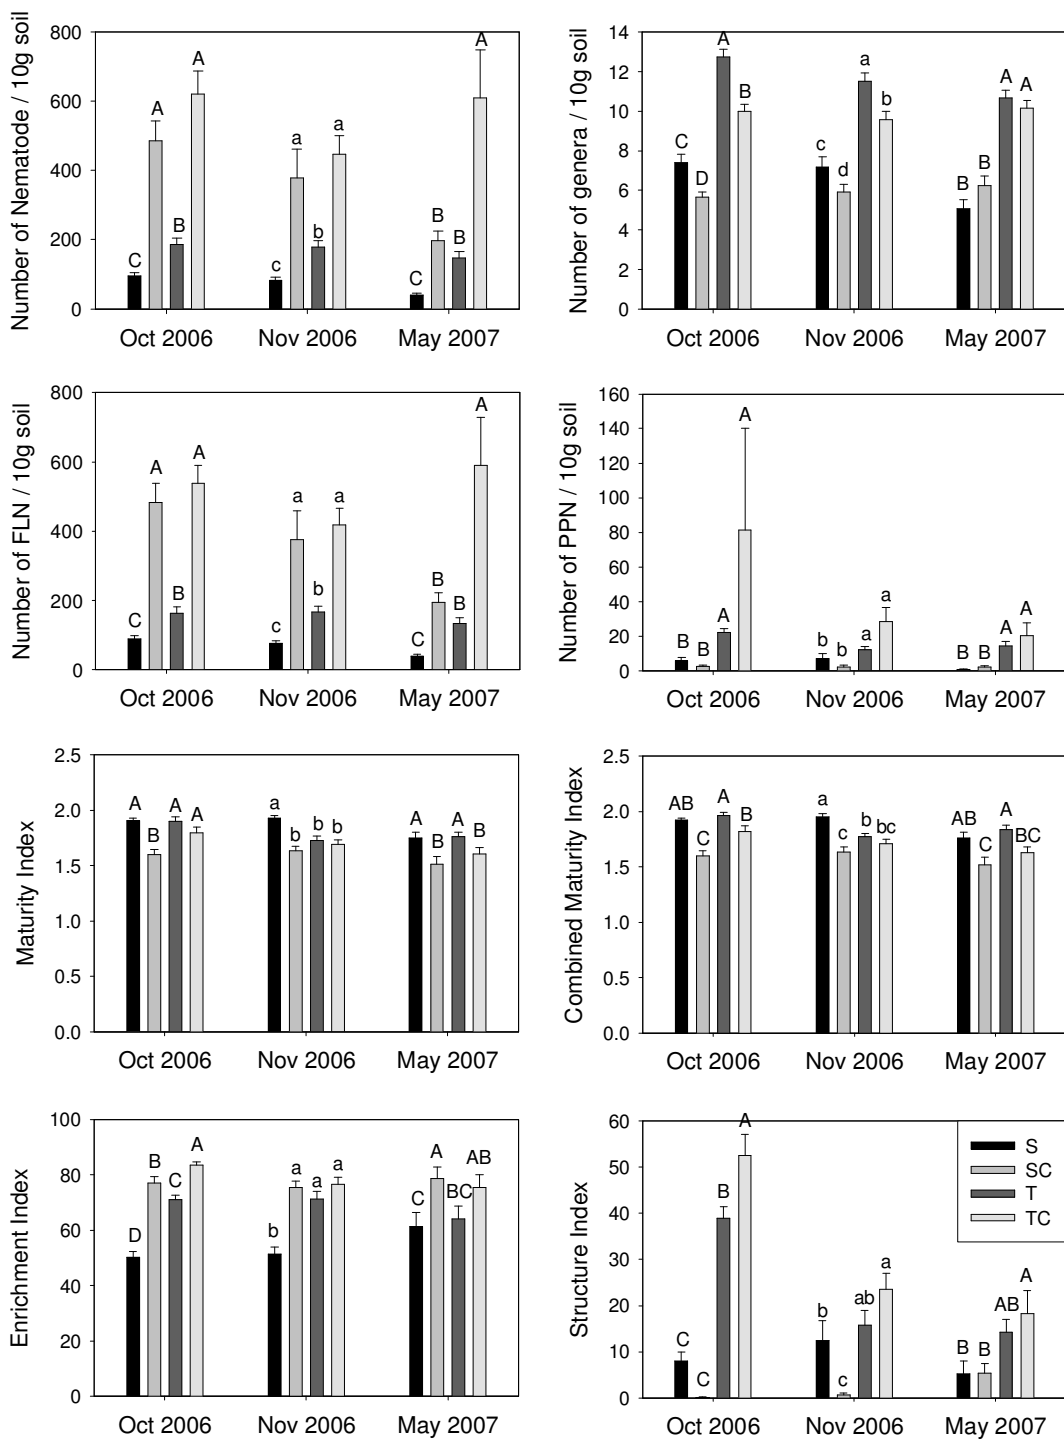 Number of Nematode / 10g soil
800
600
400
200
0
C A B A
c a b a
C B B A
Oct 2006 Nov 2006 May 2007
Number of genera / 10g soil
14
12
10
8
6
4
2
0
C D A B
c d a b
B B A A
Oct 2006 Nov 2006 May 2007
Number of FLN / 10g soil
800
600
400
200
0
C A B A
c a b a
C B B A
Oct 2006 Nov 2006 May 2007
Number of PPN / 10g soil
160
140
120
100
80
60
40
20
0
B B A A
b b a a
B B A A
Oct 2006 Nov 2006 May 2007
Maturity Index
2.5
2.0
1.5
1.0
0.5
0.0
A B A A
a b b b
A B A B
Oct 2006 Nov 2006 May 2007
Combined Maturity Index
2.5
2.0
1.5
1.0
0.5
0.0
AB C A B
a c b bc
AB C A BC
Oct 2006 Nov 2006 May 2007
Enrichment Index
100
80
60
40
20
0
D B C A
b a a a
C A BC AB
Oct 2006 Nov 2006 May 2007
Structure Index
60
50
40
30
20
10
0
C C B A
b c ab a
B B AB A
Oct 2006 Nov 2006 May 2007
S
SC
T
TC